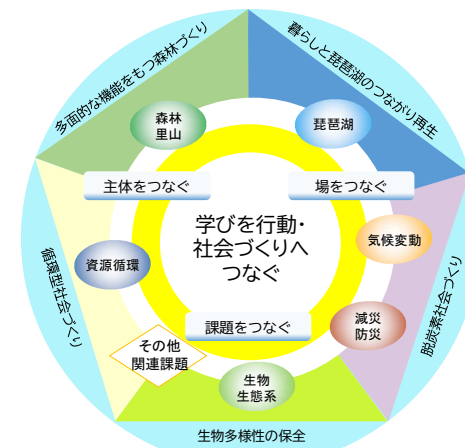 多面的な機能をもつ森林づくり
暮らしと琵琶湖のつながり再生
森林
里山
琵琶湖
主体をつなぐ
場をつなぐ
学びを行動・
社会づくりへ
つなぐ
気候変動
資源循環
循環型社会づくり
脱炭素社会づくり
課題をつなぐ
減災
防災
その他
関連課題
生物
生態系
生物多様性の保全